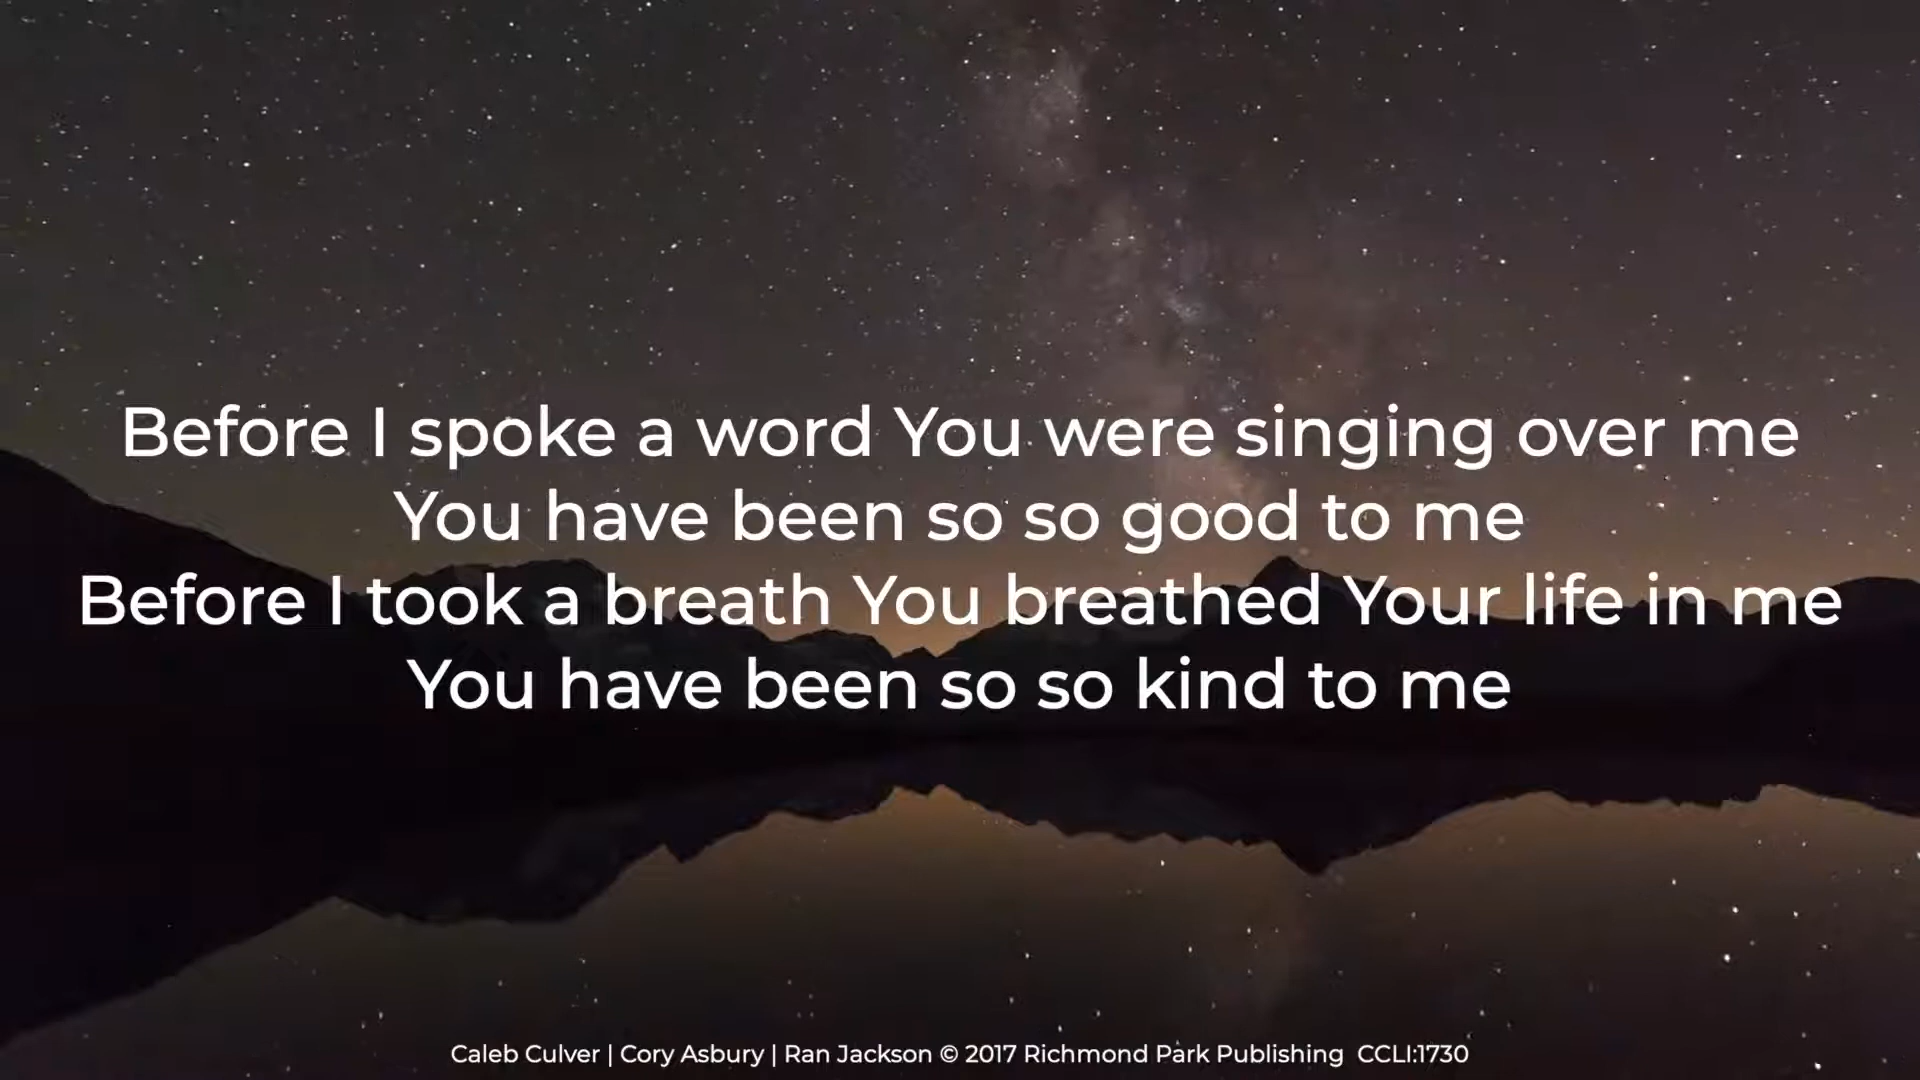 Before I spoke a word You were singing over me
You have been so so good to me
Before I took a breath You breathed Your life in me
You have been so so kind to me
Caleb Culver | Cory Asbury | Ran Jackson © 2017 Richmond Park Publishing  CCLI:1730